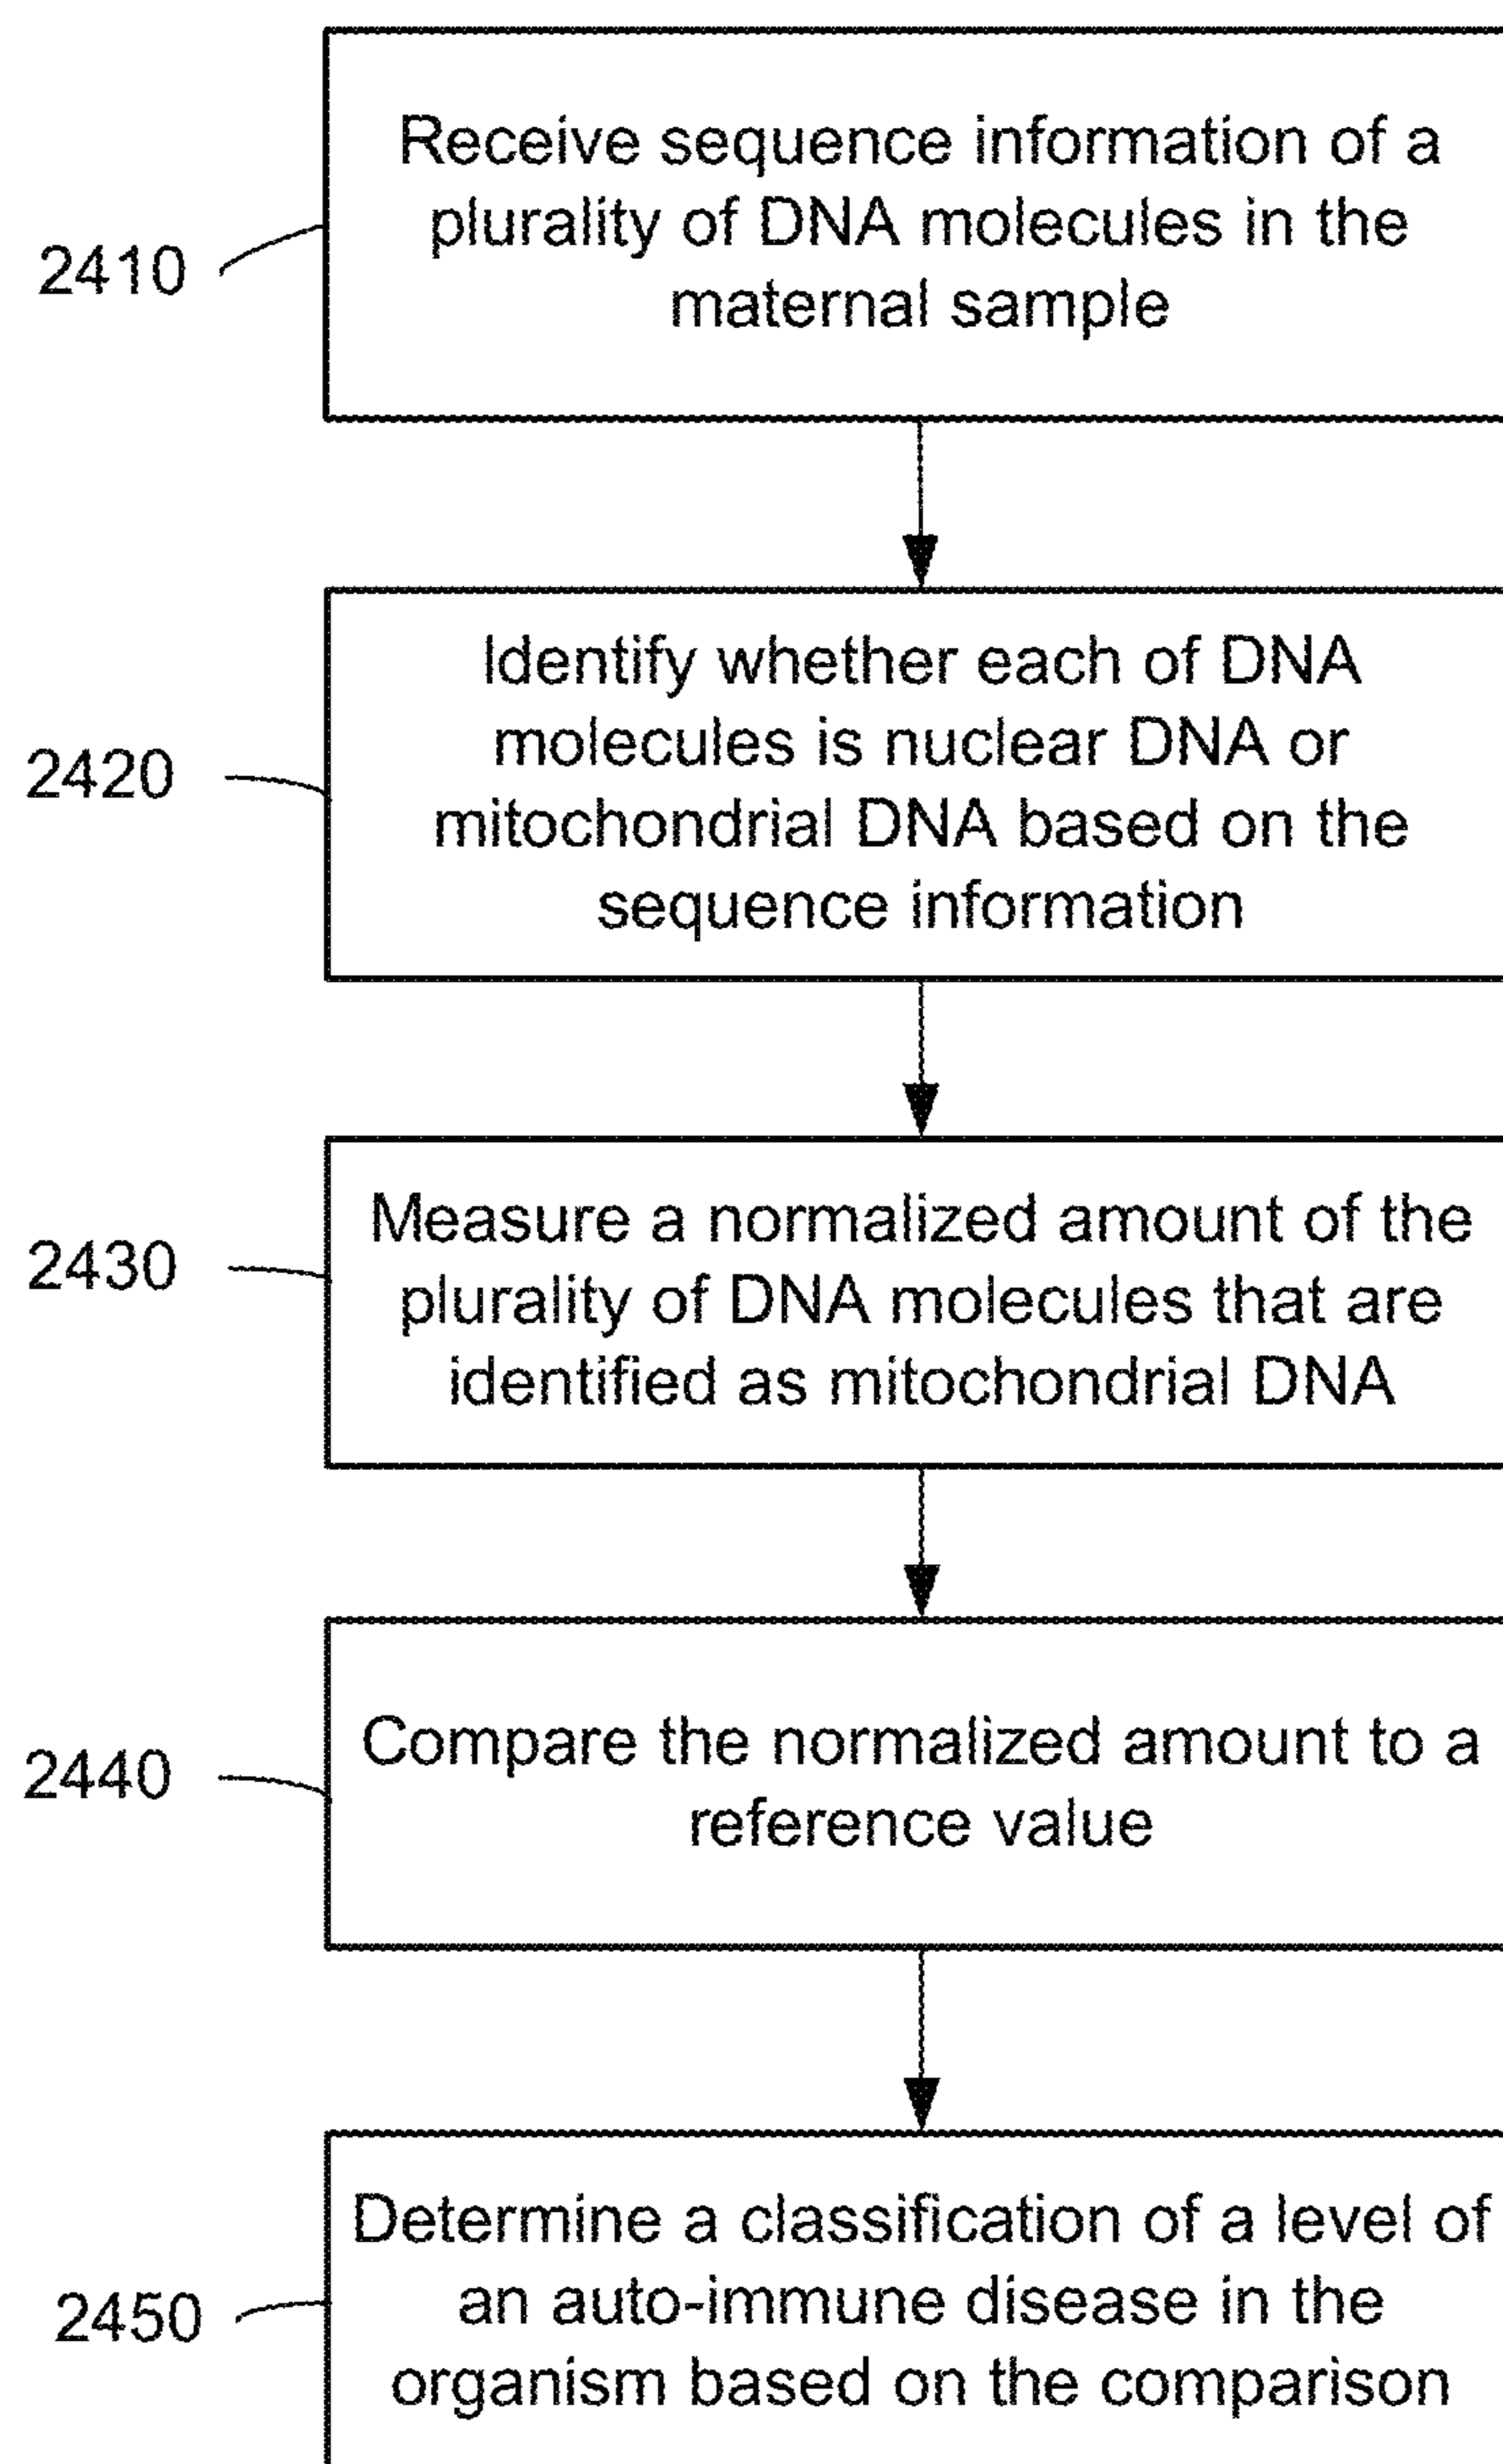 Receive sequence information of a
plurality of DNA molecules in the
maternal sample
2410
Identify whether each of DNA
molecules is nuclear DNA or
mitochondrial DNA based on the
sequence information
2420
Measure a normalized amount of the
plurality of DNA molecules that are
identified as mitochondrial DNA
2430
Compare the normalized amount to a
reference value
2440
Determine a classification of a level of
an auto-immune disease in the
organism based on the comparison
2450